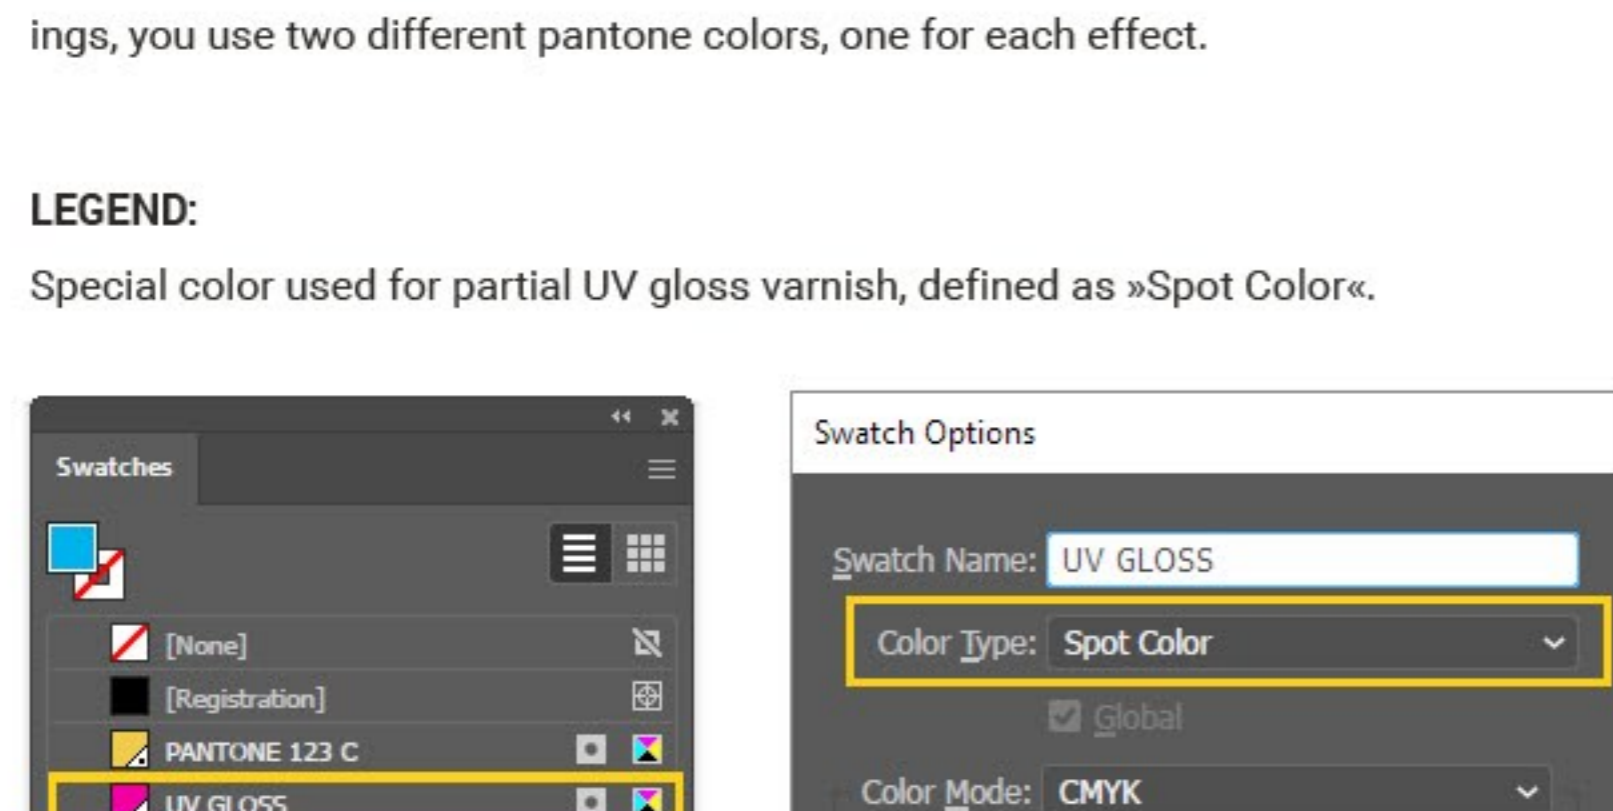 ings, you use two different pantone colors, one for each effect.
LEGEND:
Special color used for partial UV gloss varnish, defined as »Spot Color«.
Swatches
[None]
[Registration]
PANTONE 123 C
UV GLOSS
Swatch Options
Swatch Name: UV GLOSS
Color Type: Spot Color
Global
Color Mode: CMYK